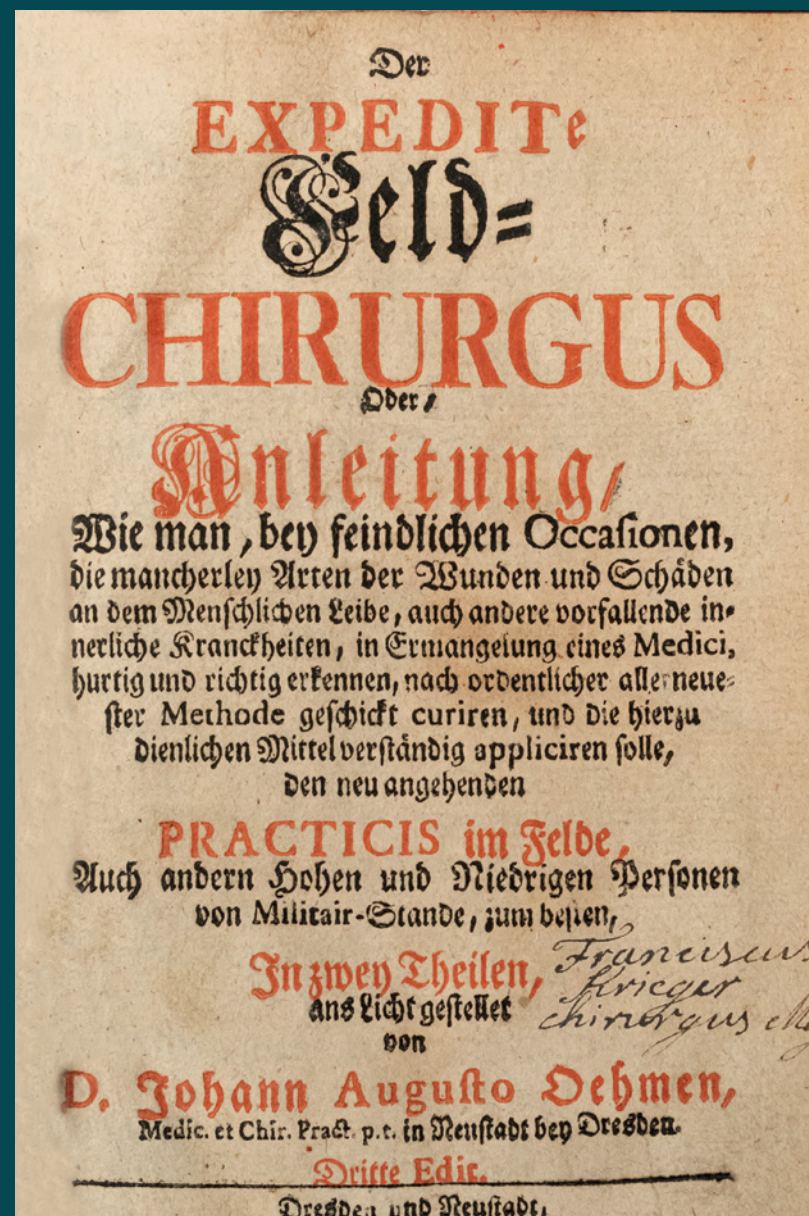 Der
EXPEDITe
Feld=
CHIRURGUS
Oder/
Anleitung/
Wie man, bey feindlichen Occasionen,
die mancherley Arten der Wunden und Schäden
an dem Menschlichen Leibe, auch andere vorfallende in=
nerliche Kranckheiten, in Ermangelung eines Medici,
hurtig und richtig erkennen, nach ordentlicher allerneue=
ster Methode geschickt curiren, und die hierzu
dienlichen Mittel verständig appliciren solle,
den neu angehenden
PRACTICIS im Felde,
Auch andern Hohen und Niedrigen Personen
von Militair-Stande, zum besten,
In zwey Theilen,
ans Licht gestellet
von
Franciscus
Krieger
chirurgus
D. Johann Augusto Oehmen,
Medic. et Chir. Pract. p.t. in Neustadt bey Dresden.
Dritte Edit.
Dresden und Neustadt,